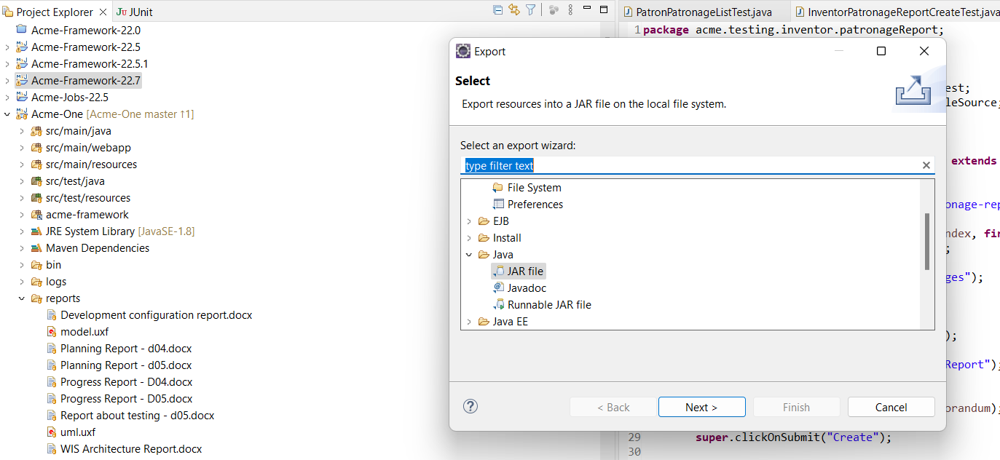 Project Explorer
JUnit
Acme-Framework-22.0
Acme-Framework-22.5
Acme-Framework-22.5.1
Acme-Framework-22.7
Acme-Jobs-22.5
Acme-One [Acme-One master ↑1]
src/main/java
src/main/webapp
src/main/resources
src/test/java
src/test/resources
acme-framework
JRE System Library [JavaSE-1.8]
Maven Dependencies
bin
logs
reports
Development configuration report.docx
model.uxf
Planning Report - d04.docx
Planning Report - d05.docx
Progress Report - D04.docx
Progress Report - D05.docx
Report about testing - d05.docx
uml.uxf
WIS Architecture Report.docx
PatronPatronageListTest.java
InventorPatronageReportCreateTest.java
1 package acme.testing.inventor.patronageReport;
Export
Select
Export resources into a JAR file on the local file system.
Select an export wizard:
type filter text
File System
Preferences
EJB
Install
Java
JAR file
Javadoc
Runnable JAR file
Java EE
< Back
Next >
Finish
Cancel
est;
leSource;
extends
onage-rep
ndex, fir
;
ges");
);
Report");
orandum);
29 super.clickOnSubmit("Create");
30